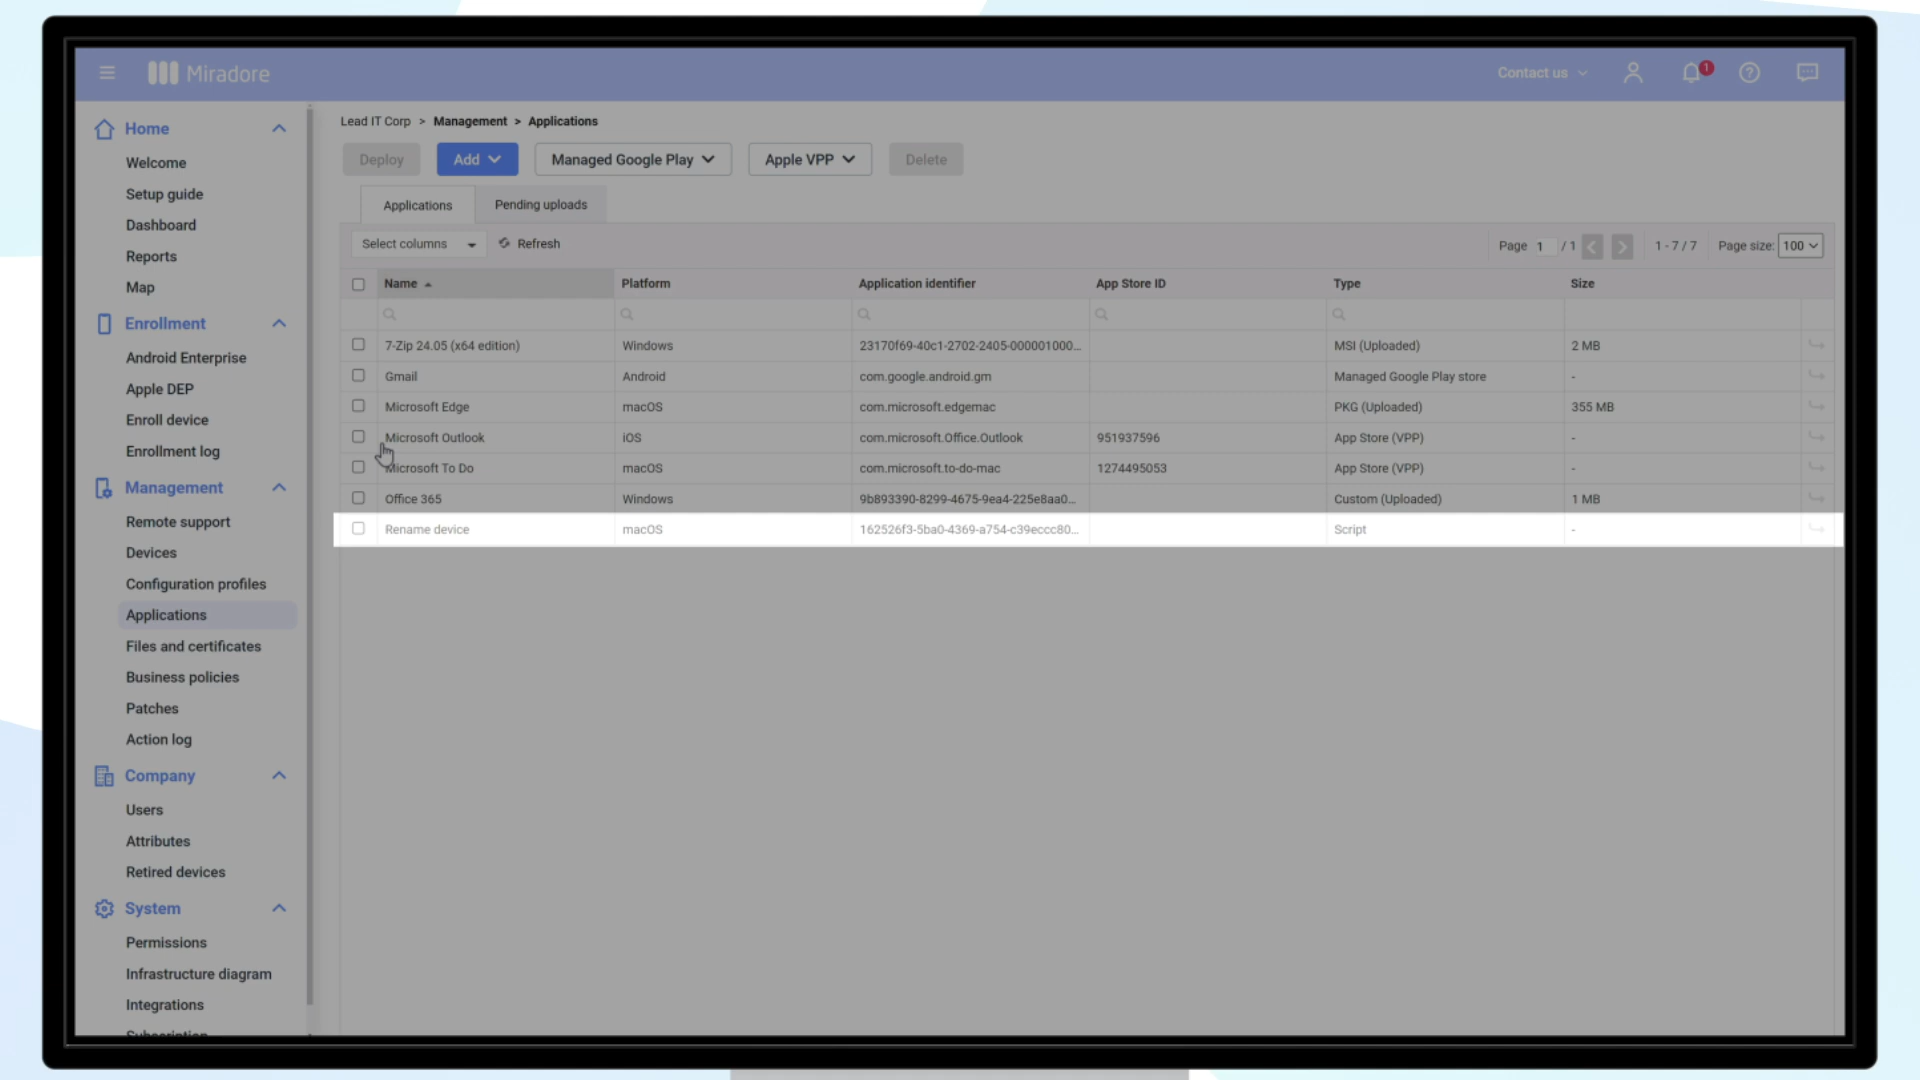 Miradore
Contact us
1
Home
Welcome
Setup guide
Dashboard
Reports
Map
Enrollment
Android Enterprise
Apple DEP
Enroll device
Enrollment log
Management
Remote support
Devices
Configuration profiles
Applications
Files and certificates
Business policies
Patches
Action log
Company
Users
Attributes
Retired devices
System
Permissions
Infrastructure diagram
Integrations
Subscription
Lead IT Corp > Management > Applications
Deploy Add Managed Google Play Apple VPP Delete
Applications Pending uploads
Select columns Refresh Page 1 / 1 < > 1 - 7 / 7 Page size: 100
Name Platform Application identifier App Store ID Type Size
7-Zip 24.05 (x64 edition) Windows 23170f69-40c1-2702-2405-000001000... MSI (Uploaded) 2 MB
Gmail Android com.google.android.gm Managed Google Play store -
Microsoft Edge macOS com.microsoft.edgemac PKG (Uploaded) 355 MB
Microsoft Outlook iOS com.microsoft.Office.Outlook 951937596 App Store (VPP) -
Microsoft To Do macOS com.microsoft.to-do-mac 1274495053 App Store (VPP) -
Office 365 Windows 9b893390-8299-4675-9ea4-225e8aa0... Custom (Uploaded) 1 MB
Rename device macOS 162526f3-5ba0-4369-a754-c39eccc80... Script -